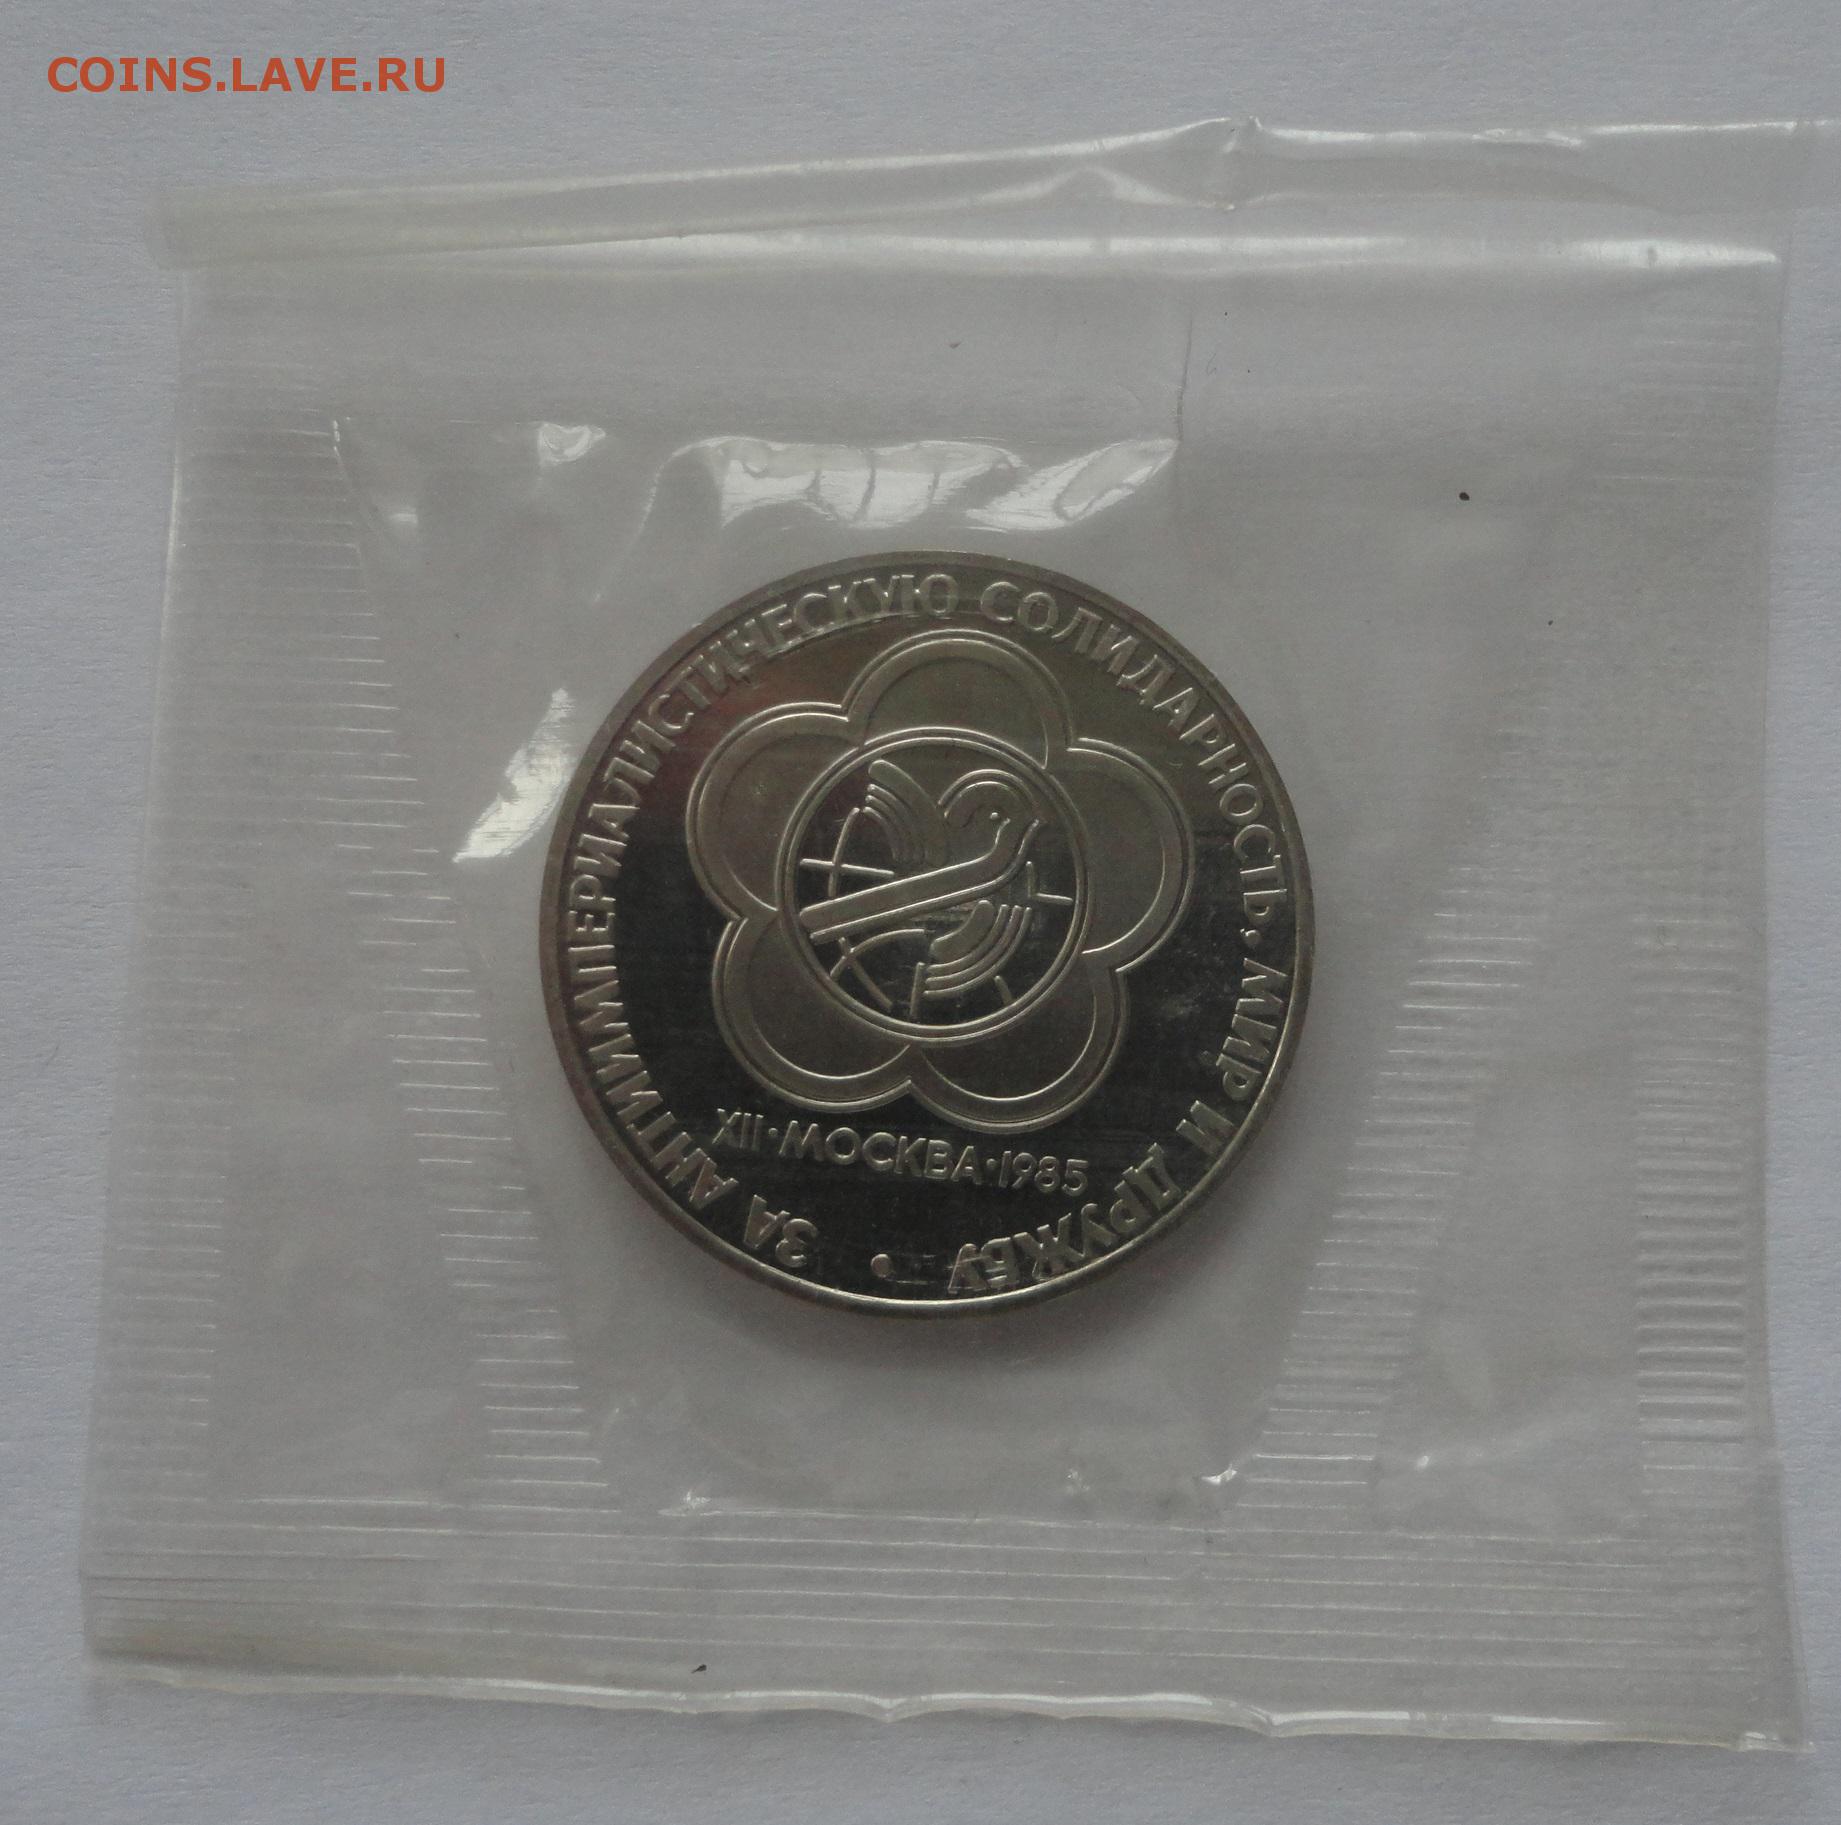 COINS.LAVE.RU
ЗА АНТИИМПЕРИАЛИСТИЧЕСКУЮ СОЛИДАРНОСТЬ, МИР И ДРУЖБУ •
XII•МОСКВА•1985